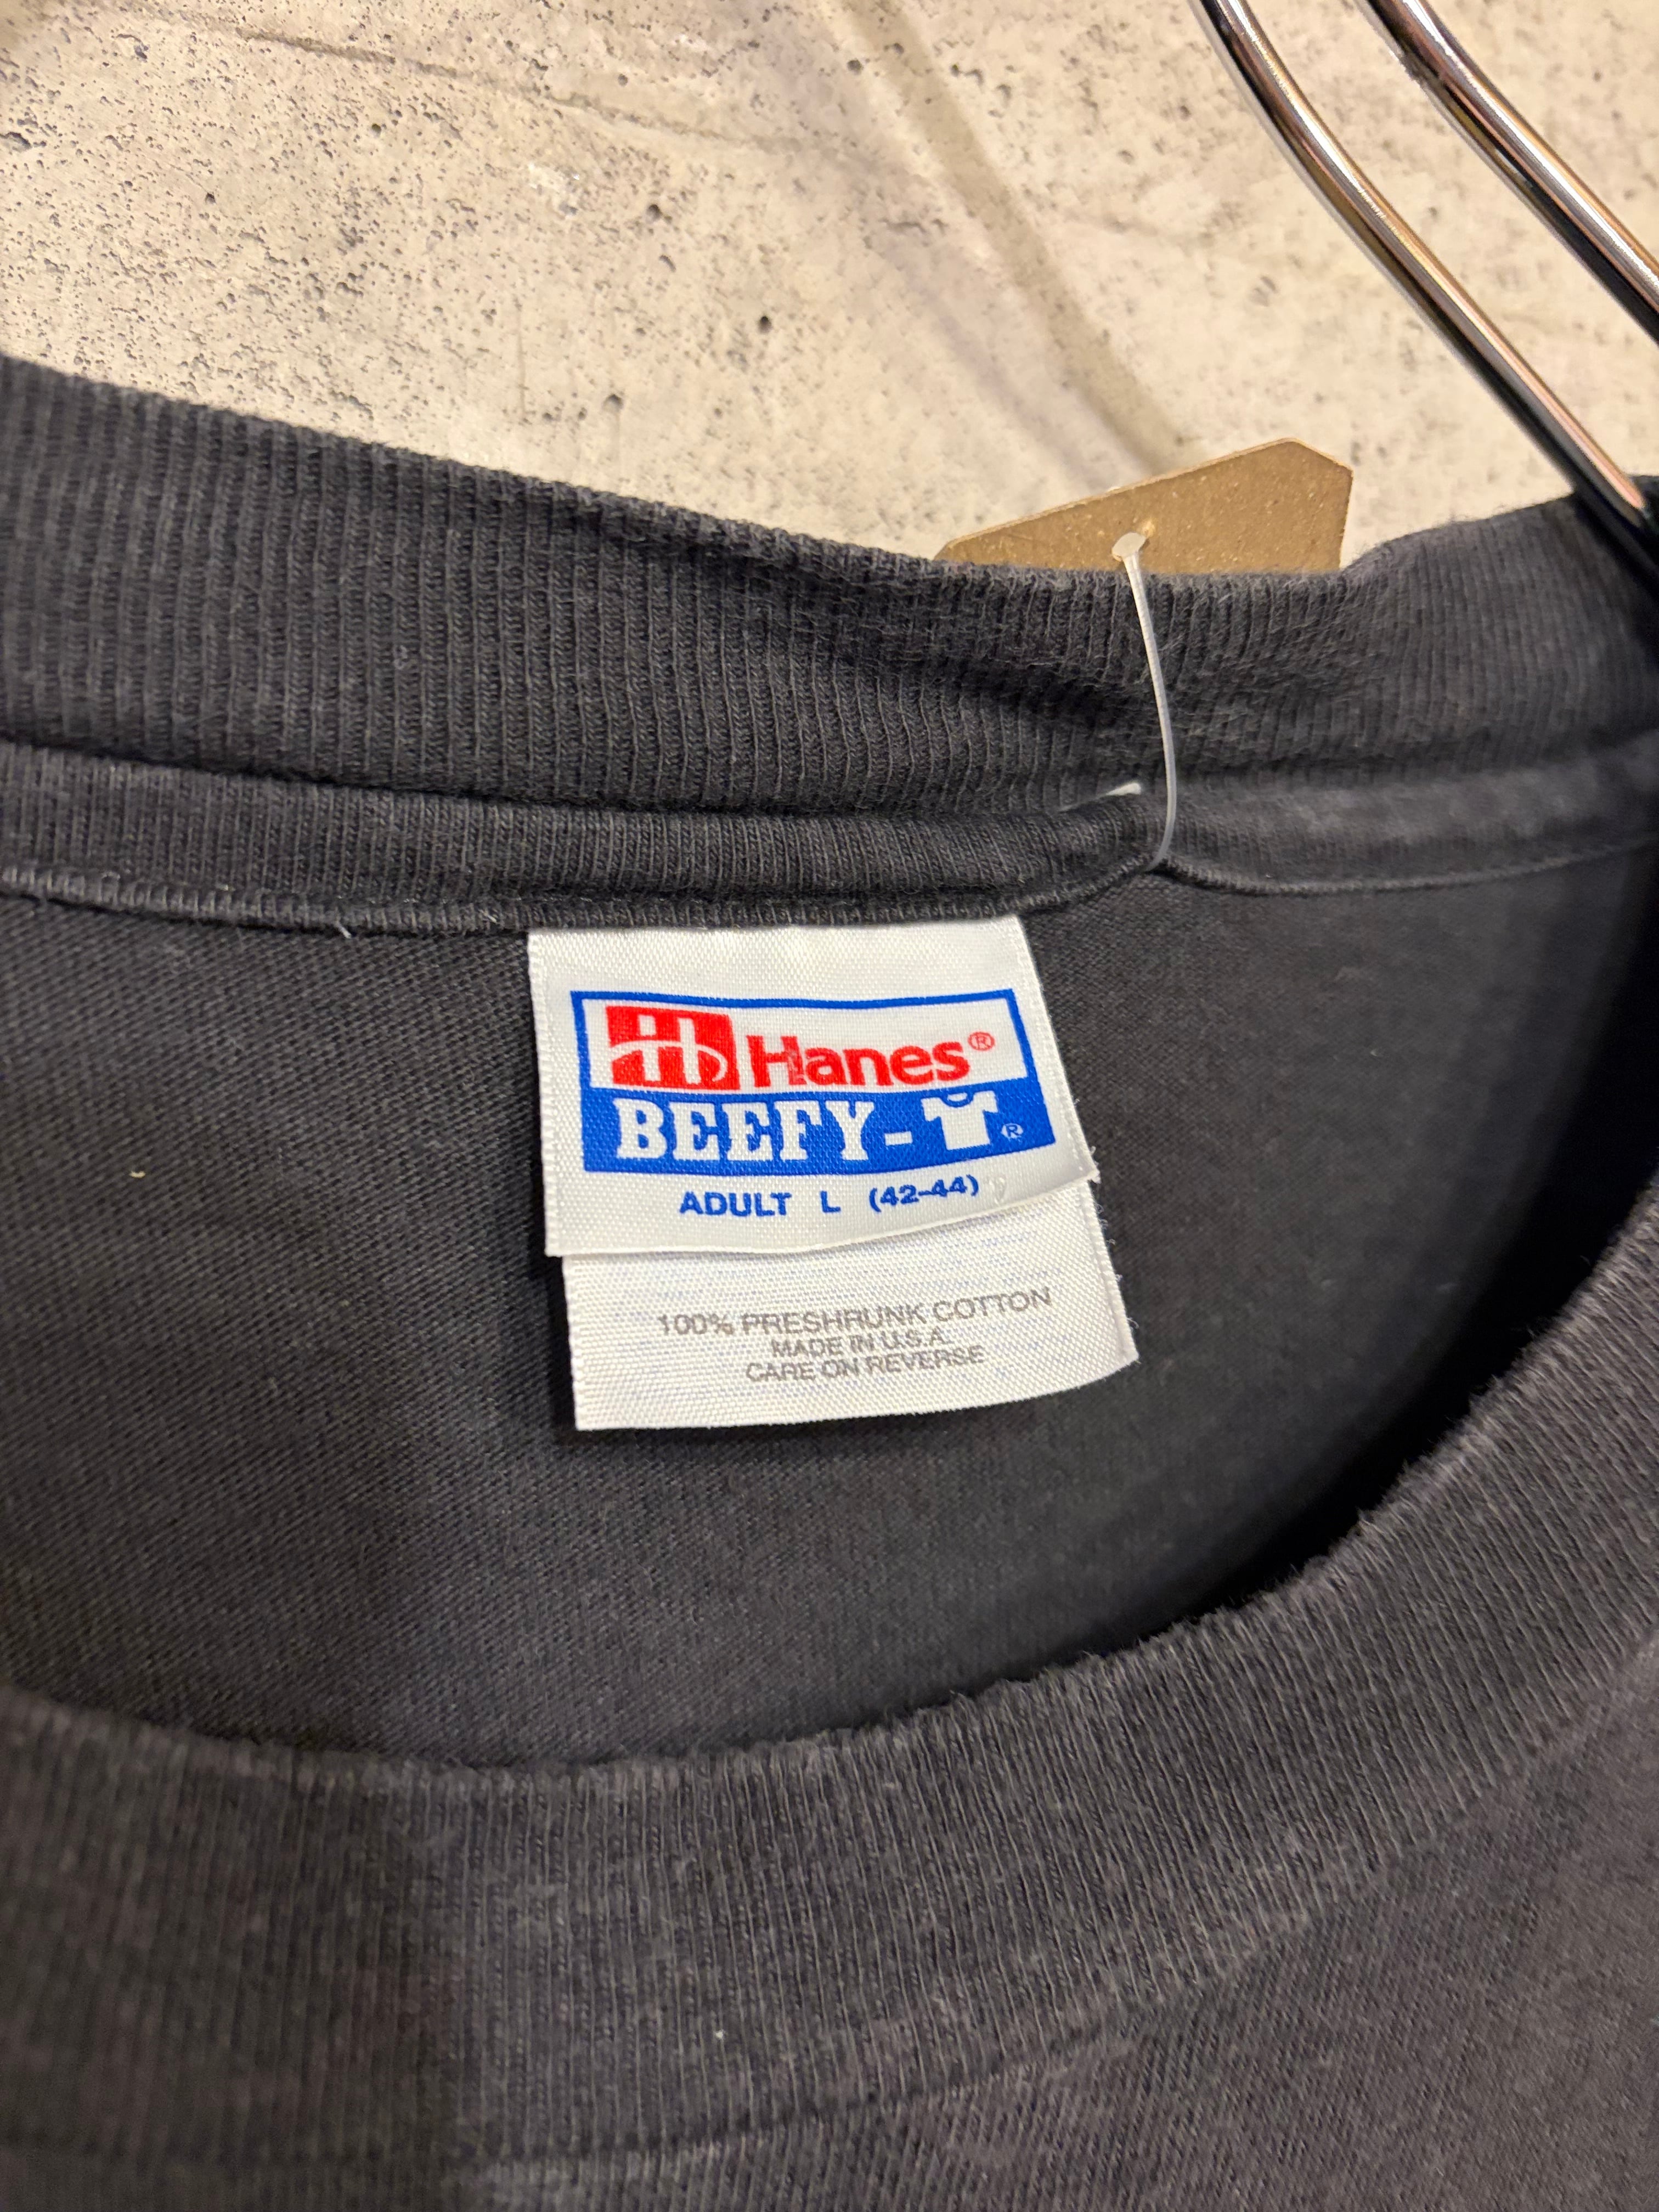 Hanes®
BEEFY-T®
ADULT L (42-44)
100% PRESHRUNK COTTON
MADE IN U.S.A.
CARE ON REVERSE